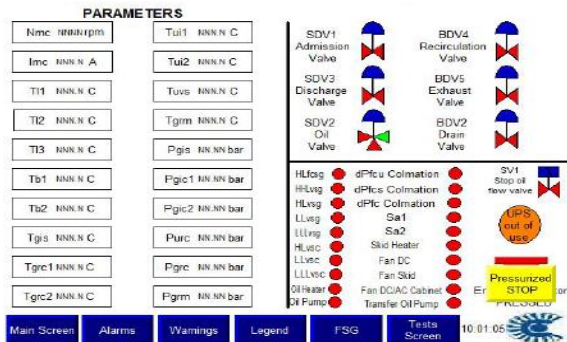 PARAMETERS
Nmc NNNN rpm
Imc NNN.N A
Tl1 NNN.N C
Tl2 NNN.N C
Tl3 NNN.N C
Tb1 NNN.N C
Tb2 NNN.N C
Tgis NNN.N C
Tgrc1 NNN.N C
Tgrc2 NNN.N C
Tui1 NNN.N C
Tui2 NNN.N C
Tuvs NNN.N C
Tgrm NNN.N C
Pgis NN.NN bar
Pgic1 NN.NN bar
Pgic2 NN.NN bar
Purc NN.NN bar
Pgrc NN.NN bar
Pgrm NN.NN bar
SDV1
Admission
Valve
SDV3
Discharge
Valve
SDV2
Oil
Valve
BDV4
Recirculation
Valve
BDV5
Exhaust
Valve
BDV2
Drain
Valve
HLfcsg
HHLvsg
HLvsg
LLvsg
LLLvsg
HLvsc
LLvsc
LLLvsc
Oil Heater
Oil Pump
dPfcu Colmation
dPfcs Colmation
dPfc Colmation
Sa1
Sa2
Skid Heater
Fan DC
Fan Skid
Fan DC/AC Cabinet
Transfer Oil Pump
SV1
Stop oil
flow valve
UPS
out of
use
Pressurized
STOP
PRESSED
Main Screen
Alarms
Warnings
Legend
FSG
Tests
Screen
10:01:05